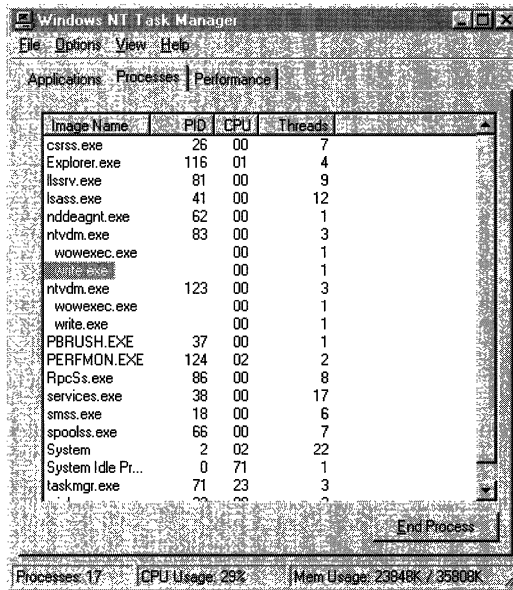 Windows NT Task Manager
File Options View Help
Applications Processes Performance
Image Name PID CPU Threads
csrss.exe 26 00 7
Explorer.exe 116 01 4
llssrv.exe 81 00 9
lsass.exe 41 00 12
nddeagnt.exe 62 00 1
ntvdm.exe 83 00 3
wowexec.exe 00 1
write.exe 00 1
ntvdm.exe 123 00 3
wowexec.exe 00 1
write.exe 00 1
PBRUSH.EXE 37 00 1
PERFMON.EXE 124 02 2
RpcSs.exe 86 00 8
services.exe 38 00 17
smss.exe 18 00 6
spoolss.exe 66 00 7
System 2 02 22
System Idle Pr... 0 71 1
taskmgr.exe 71 23 3
End Process
Processes: 17 CPU Usage: 29% Mem Usage: 23848K / 35808K